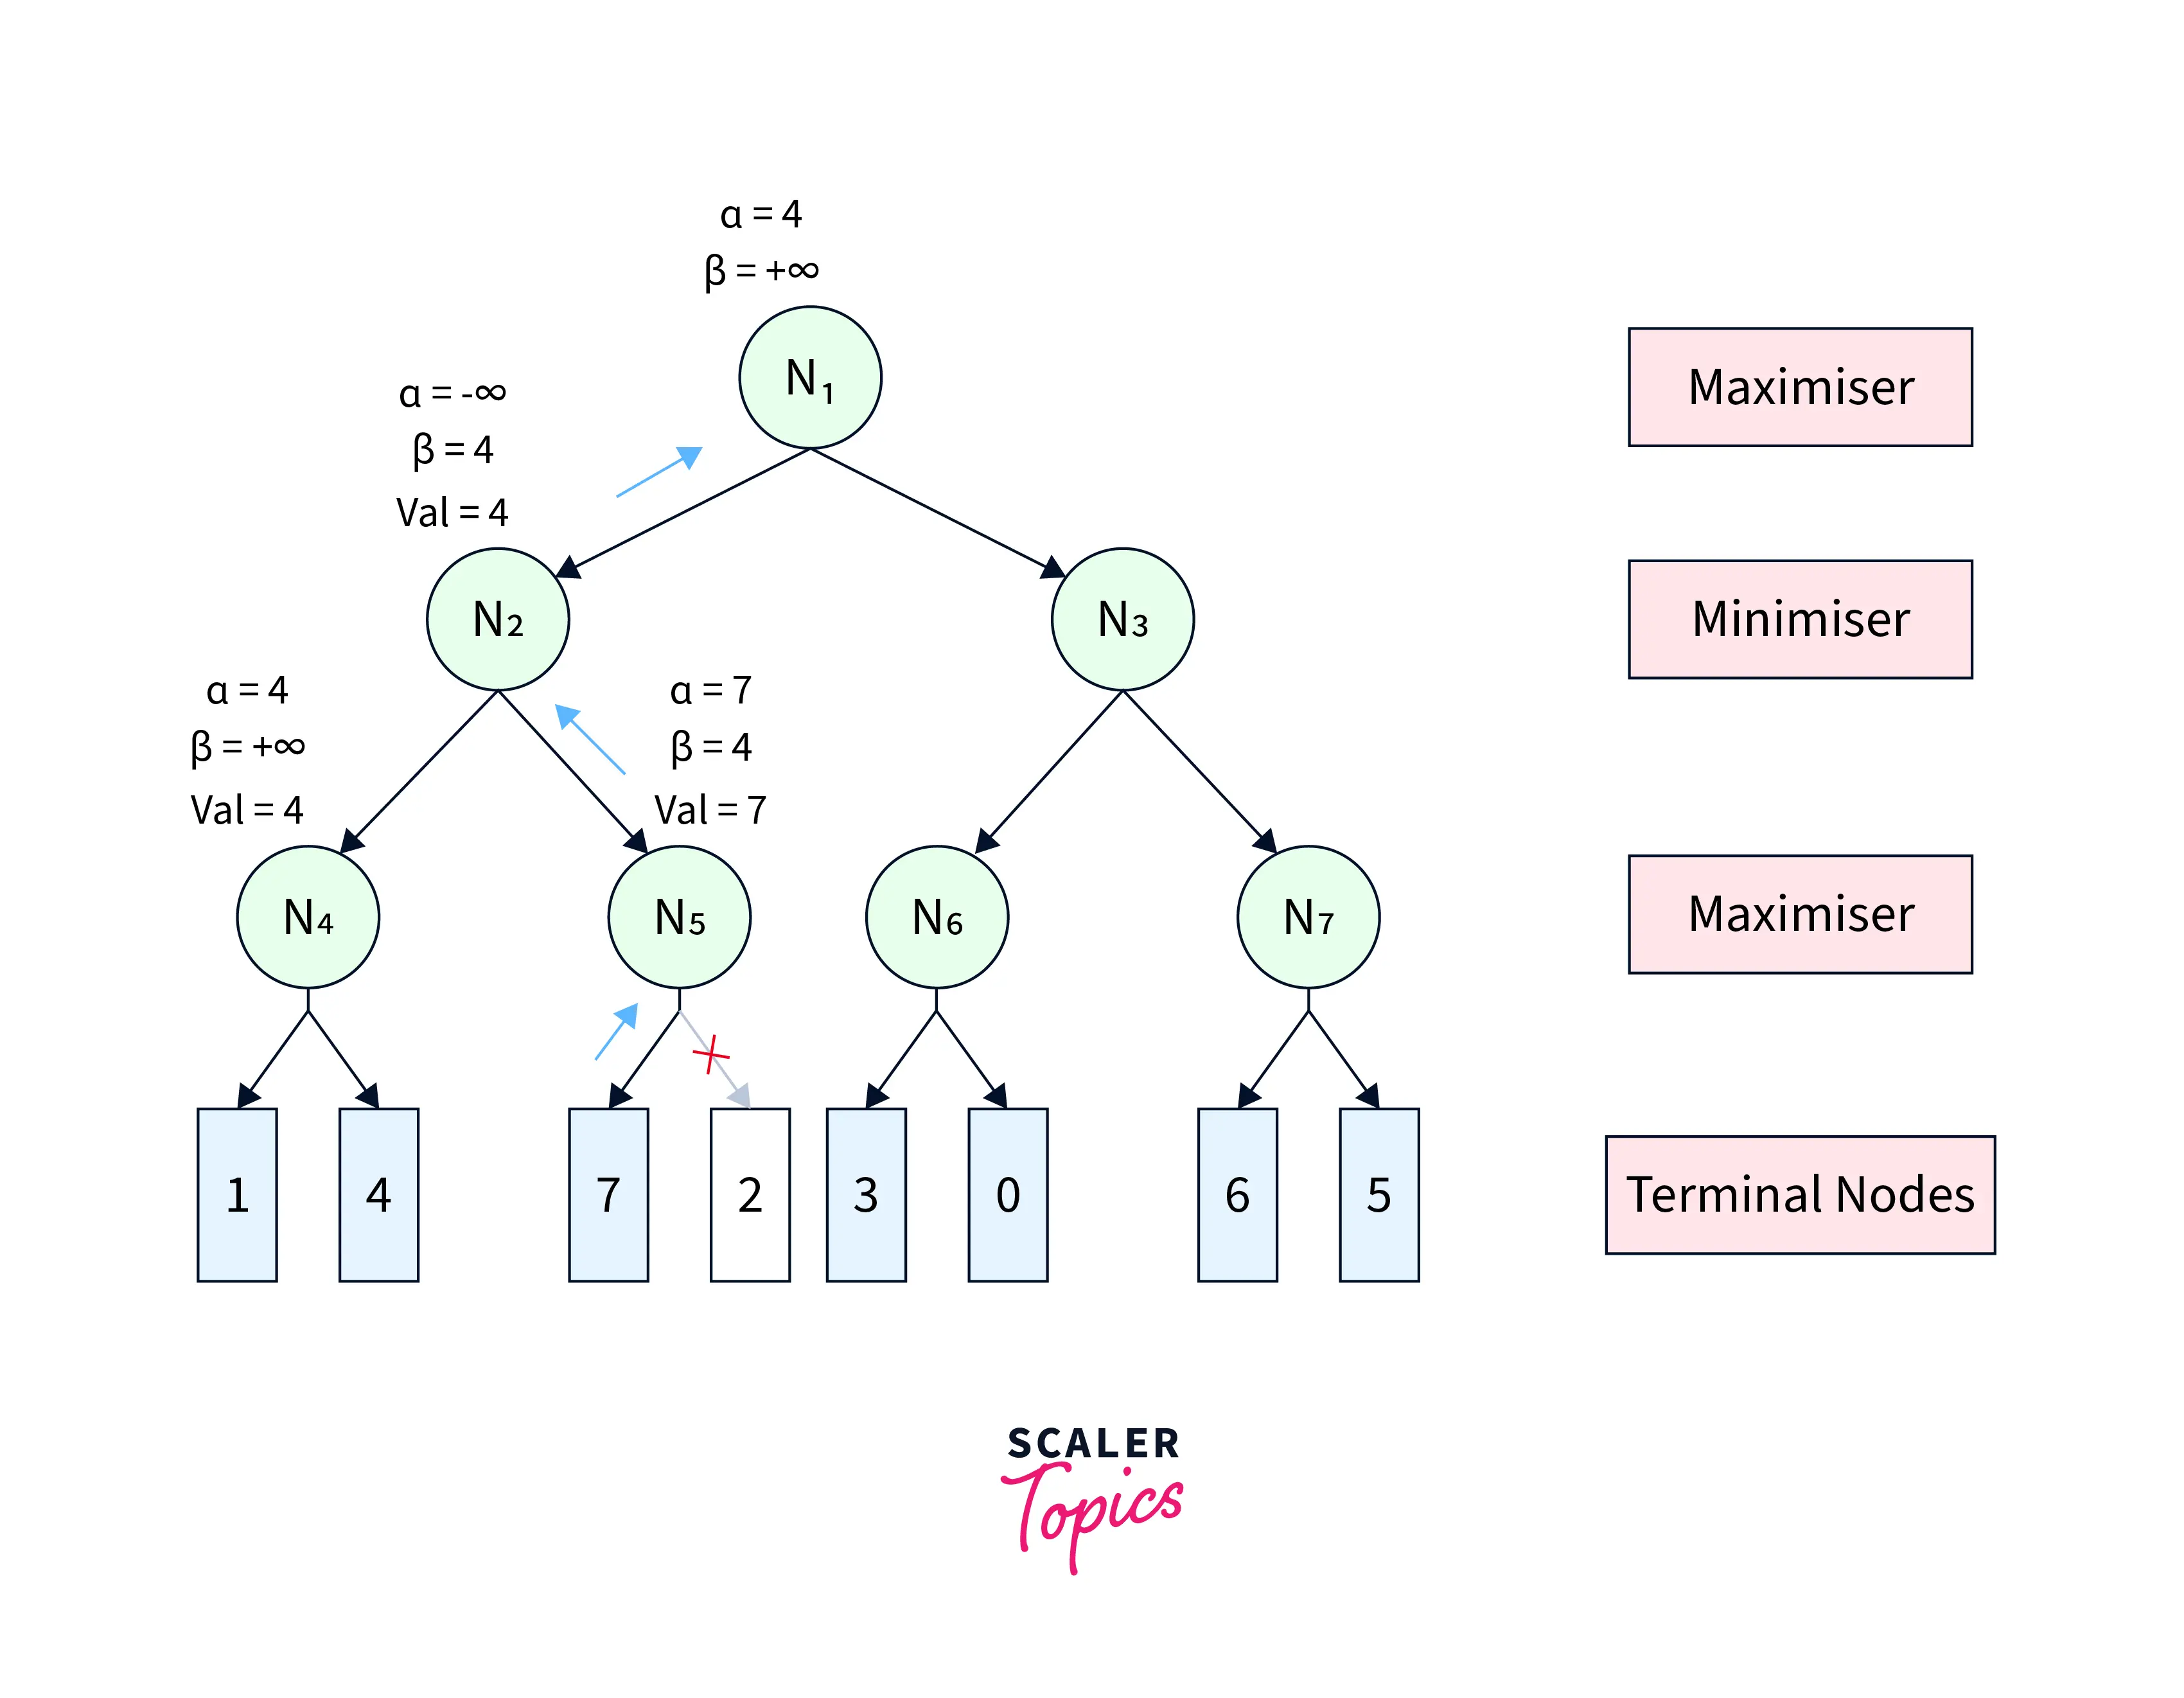 α = 4
β = +∞
N₁
Maximiser
α = -∞
β = 4
Val = 4
N₂
N₃
Minimiser
α = 4
β = +∞
Val = 4
α = 7
β = 4
Val = 7
N₄
N₅
N₆
N₇
Maximiser
1
4
7
2
3
0
6
5
Terminal Nodes
SCALER
Topics